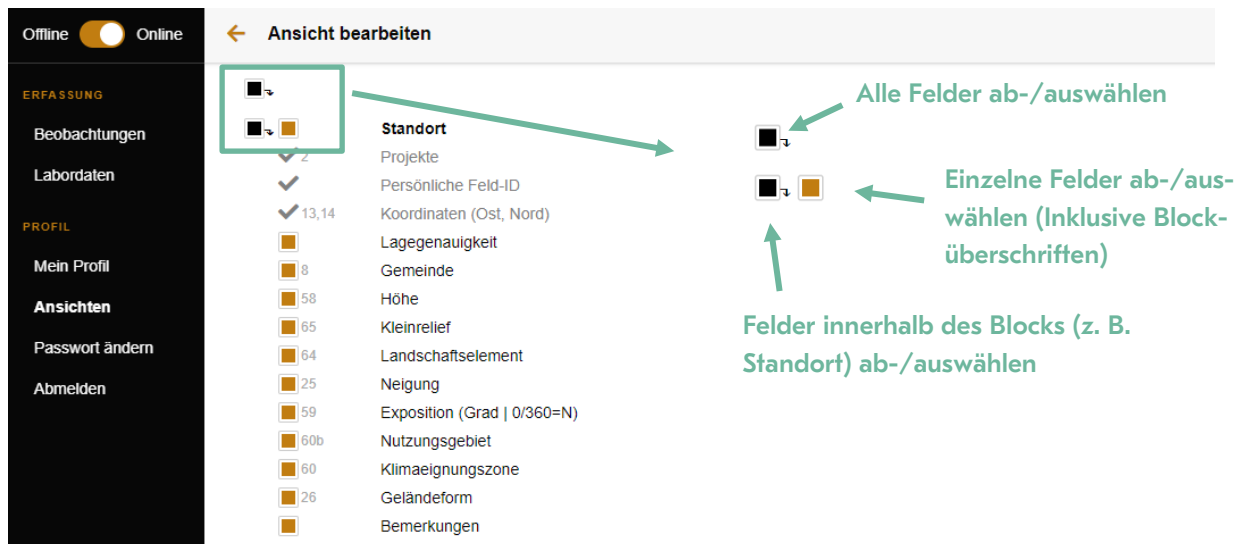 Offline Online
Ansicht bearbeiten
ERFASSUNG
Beobachtungen
Labordaten
PROFIL
Mein Profil
Ansichten
Passwort ändern
Abmelden
Standort
2 Projekte
Persönliche Feld-ID
13,14 Koordinaten (Ost, Nord)
Lagegenauigkeit
8 Gemeinde
58 Höhe
65 Kleinrelief
64 Landschaftselement
25 Neigung
59 Exposition (Grad | 0/360=N)
60b Nutzungsgebiet
60 Klimaeignungszone
26 Geländeform
Bemerkungen
Alle Felder ab-/auswählen
Einzelne Felder ab-/aus-
wählen (Inklusive Block-
überschriften)
Felder innerhalb des Blocks (z. B.
Standort) ab-/auswählen